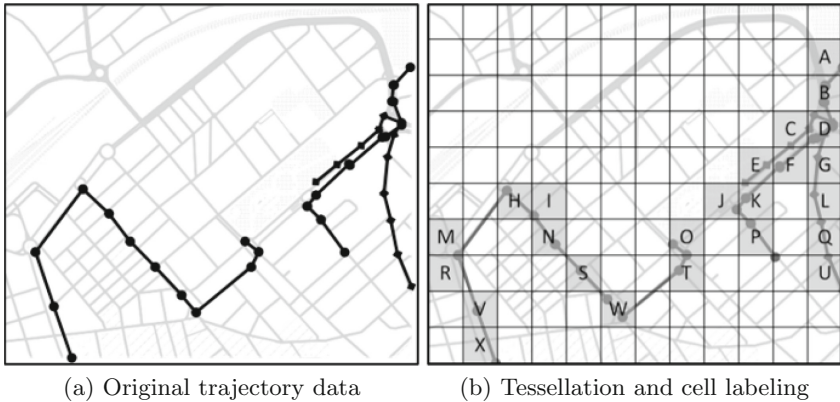 A
B
C D
E F G
H I J K L
M N O P Q
R S T U
V W
X
(a) Original trajectory data (b) Tessellation and cell labeling